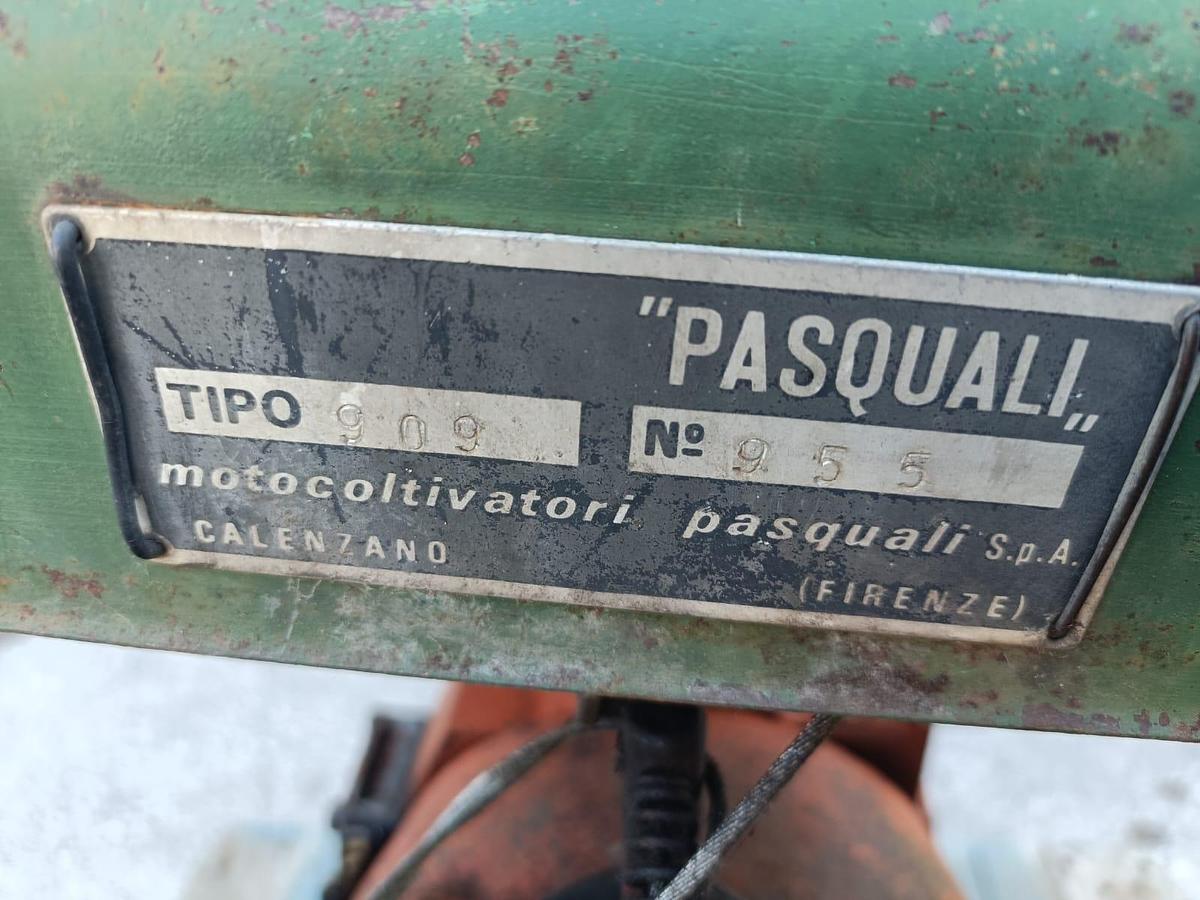 "PASQUALI„
TIPO 909 Nº 955
motocoltivatori pasquali S.p.A.
CALENZANO (FIRENZE)